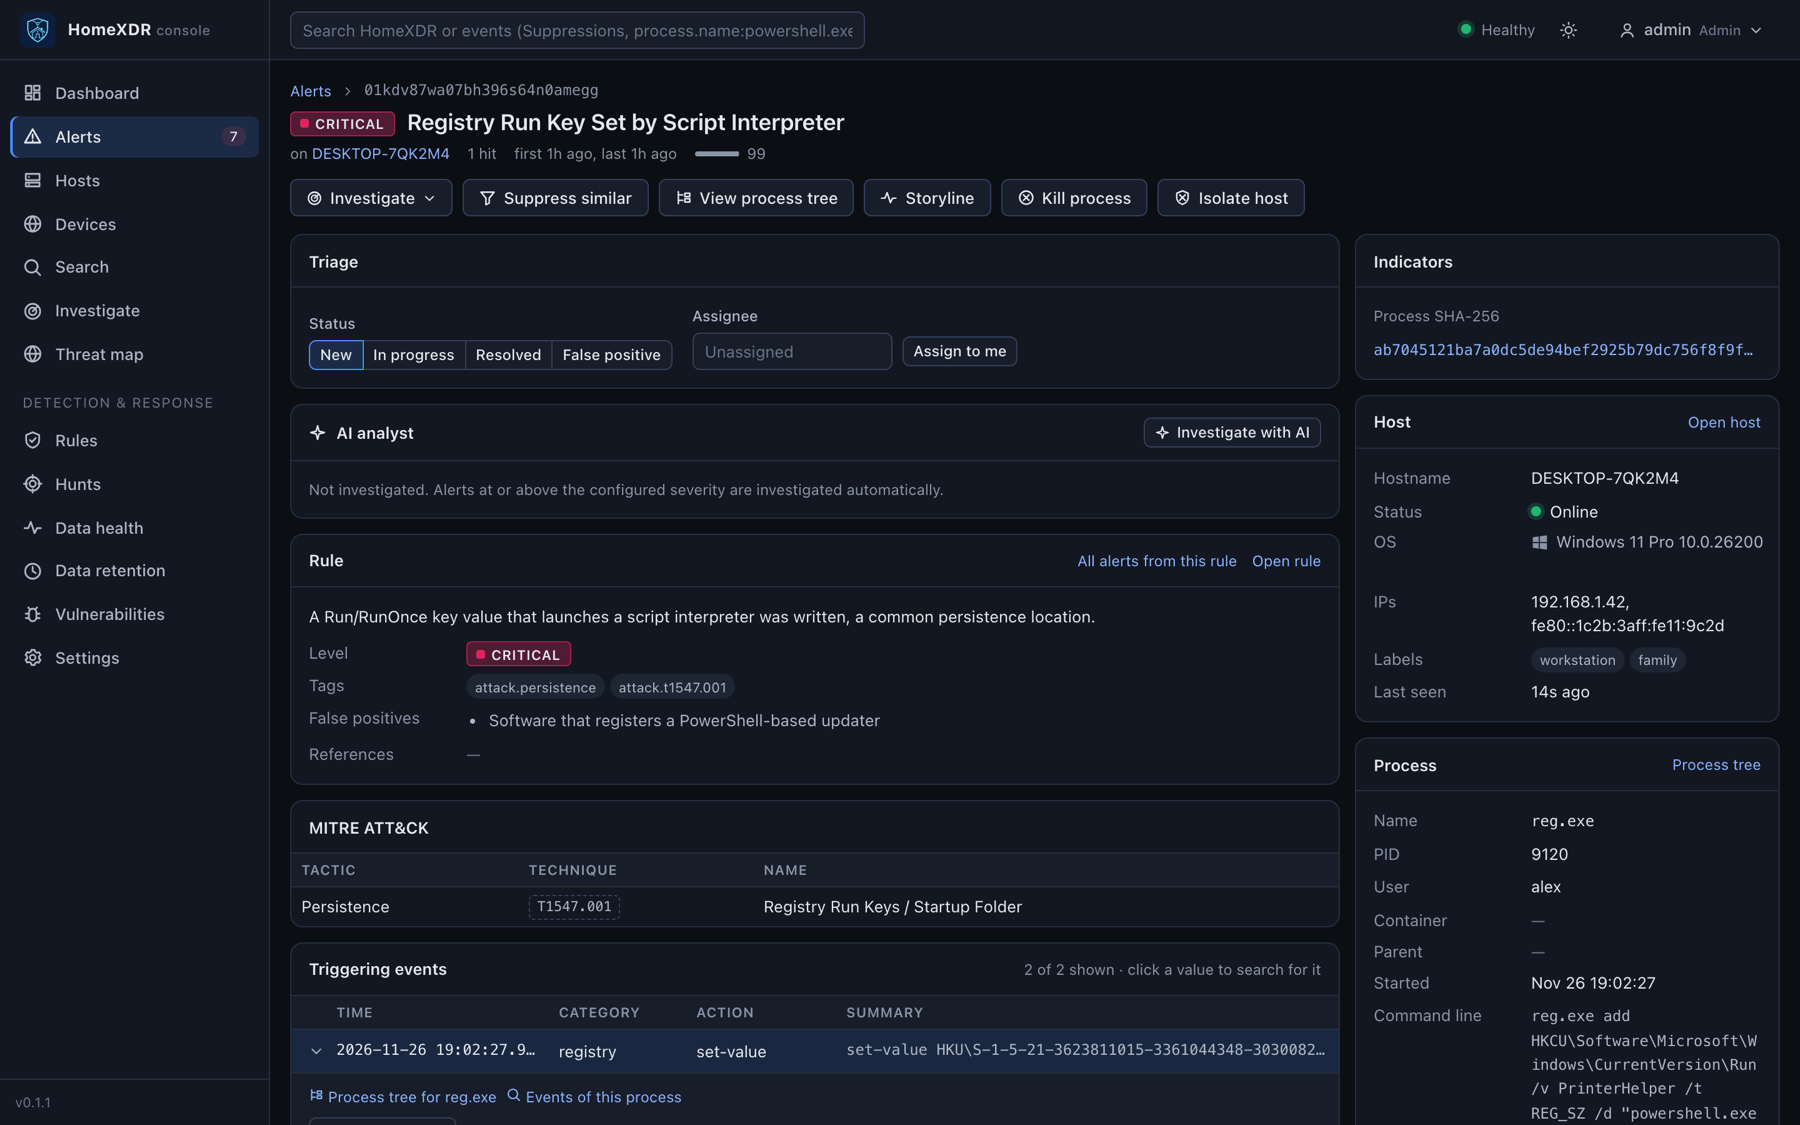 HomeXDR console
Search HomeXDR or events (Suppressions, process.name:powershell.exe
Healthy
admin Admin
Dashboard
Alerts 7
Hosts
Devices
Search
Investigate
Threat map
DETECTION & RESPONSE
Rules
Hunts
Data health
Data retention
Vulnerabilities
Settings
v0.1.1
Alerts > 01kdv87wa07bh396s64n0amegg
CRITICAL Registry Run Key Set by Script Interpreter
on DESKTOP-7QK2M4 1 hit first 1h ago, last 1h ago 99
Investigate
Suppress similar
View process tree
Storyline
Kill process
Isolate host
Triage
Status
New In progress Resolved False positive
Assignee
Unassigned
Assign to me
AI analyst
Investigate with AI
Not investigated. Alerts at or above the configured severity are investigated automatically.
Rule
All alerts from this rule Open rule
A Run/RunOnce key value that launches a script interpreter was written, a common persistence location.
Level CRITICAL
Tags attack.persistence attack.t1547.001
False positives • Software that registers a PowerShell-based updater
References —
MITRE ATT&CK
TACTIC TECHNIQUE NAME
Persistence T1547.001 Registry Run Keys / Startup Folder
Triggering events
2 of 2 shown · click a value to search for it
TIME CATEGORY ACTION SUMMARY
2026-11-26 19:02:27.9… registry set-value set-value HKU\S-1-5-21-3623811015-3361044348-3030082…
Process tree for reg.exe Events of this process
Indicators
Process SHA-256
ab7045121ba7a0dc5de94bef2925b79dc756f8f9f…
Host
Open host
Hostname DESKTOP-7QK2M4
Status Online
OS Windows 11 Pro 10.0.26200
IPs 192.168.1.42,
fe80::1c2b:3aff:fe11:9c2d
Labels workstation family
Last seen 14s ago
Process
Process tree
Name reg.exe
PID 9120
User alex
Container —
Parent —
Started Nov 26 19:02:27
Command line reg.exe add
HKCU\Software\Microsoft\W
indows\CurrentVersion\Run
/v PrinterHelper /t
REG_SZ /d "powershell.exe